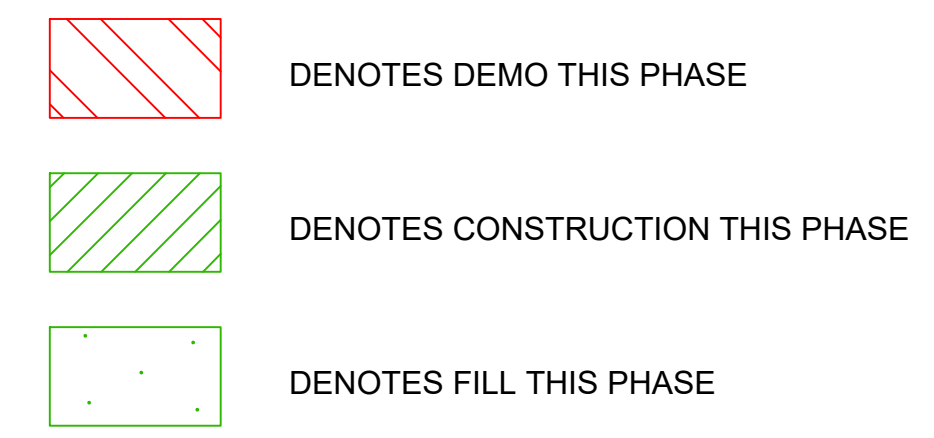 DENOTES DEMO THIS PHASE
DENOTES CONSTRUCTION THIS PHASE
DENOTES FILL THIS PHASE